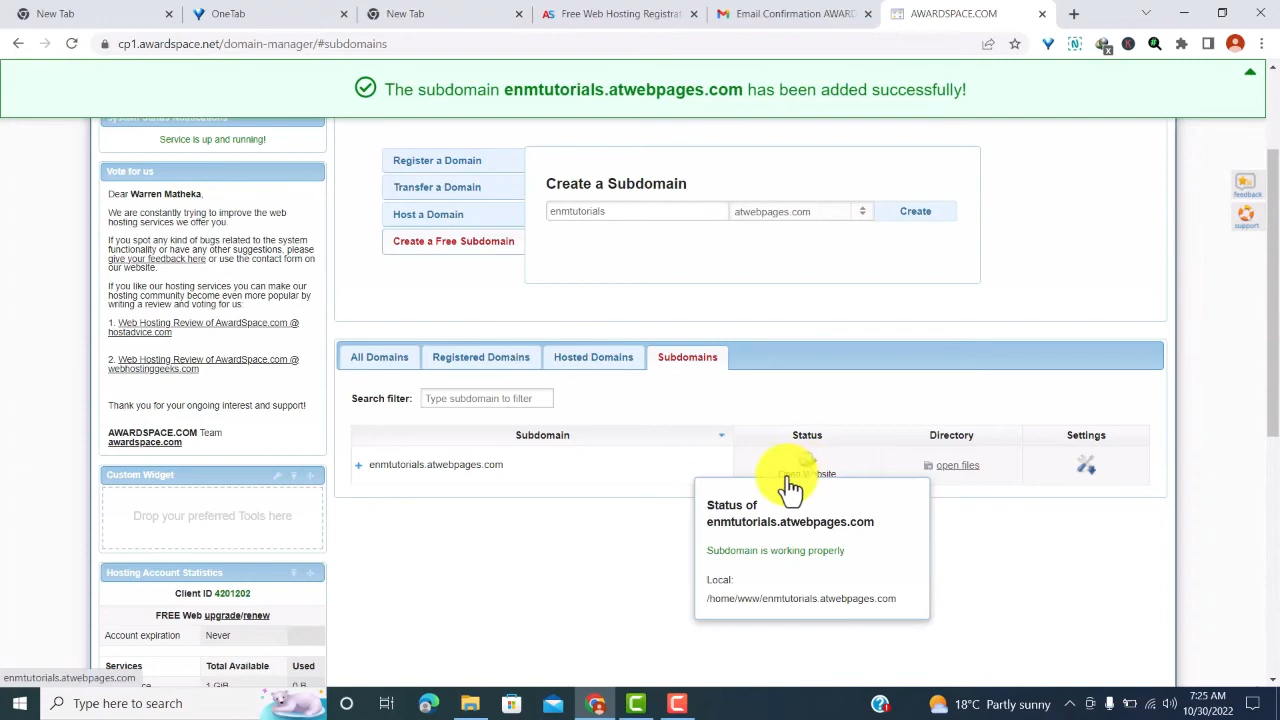 New Tab
OneTab
New Tab
Free Web Hosting Registrat
Email Confirmation AWARD
AWARDSPACE.COM
cp1.awardspace.net/domain-manager/#subdomains
The subdomain enmtutorials.atwebpages.com has been added successfully!
System Status Notifications
Service is up and running!
Vote for us
Dear Warren Matheka,
We are constantly trying to improve the web
hosting services we offer you.
If you spot any kind of bugs related to the system
functionality or have any other suggestions, please
give your feedback here or use the contact form on
our website.
If you like our hosting services you can make our
hosting community become even more popular by
writing a review and voting for us:
1. Web Hosting Review of AwardSpace.com @
hostadvice.com
2. Web Hosting Review of AwardSpace.com @
webhostinggeeks.com
Thank you for your ongoing interest and support!
AWARDSPACE.COM Team
awardspace.com
Custom Widget
Drop your preferred Tools here
Hosting Account Statistics
Client ID 4201202
FREE Web upgrade/renew
Account expiration Never
Services Total Available Used
1 GiB 0 B
Register a Domain
Transfer a Domain
Host a Domain
Create a Free Subdomain
Create a Subdomain
enmtutorials atwebpages.com Create
feedback
support
All Domains Registered Domains Hosted Domains Subdomains
Search filter: Type subdomain to filter
Subdomain Status Directory Settings
enmtutorials.atwebpages.com open files
Open Website
Status of
enmtutorials.atwebpages.com
Subdomain is working properly
Local:
/home/www/enmtutorials.atwebpages.com
enmtutorials.atwebpages.com
Type here to search
18°C Partly sunny
7:25 AM
10/30/2022